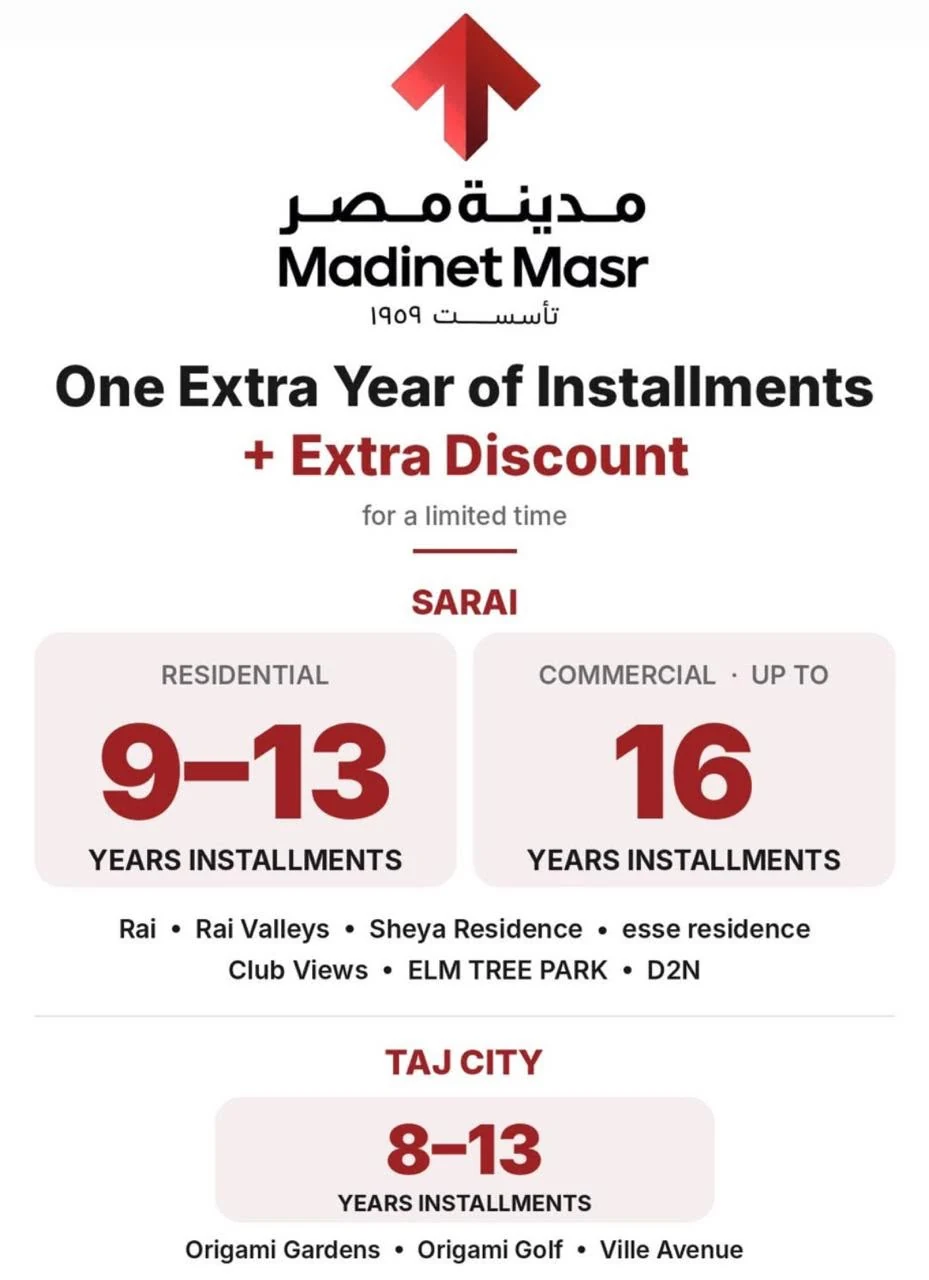 مدينة مصر
Madinet Masr
تأسست ١٩٥٩
One Extra Year of Installments
+ Extra Discount
for a limited time
SARAI
RESIDENTIAL
9–13
YEARS INSTALLMENTS
COMMERCIAL · UP TO
16
YEARS INSTALLMENTS
Rai • Rai Valleys • Sheya Residence • esse residence
Club Views • ELM TREE PARK • D2N
TAJ CITY
8–13
YEARS INSTALLMENTS
Origami Gardens • Origami Golf • Ville Avenue